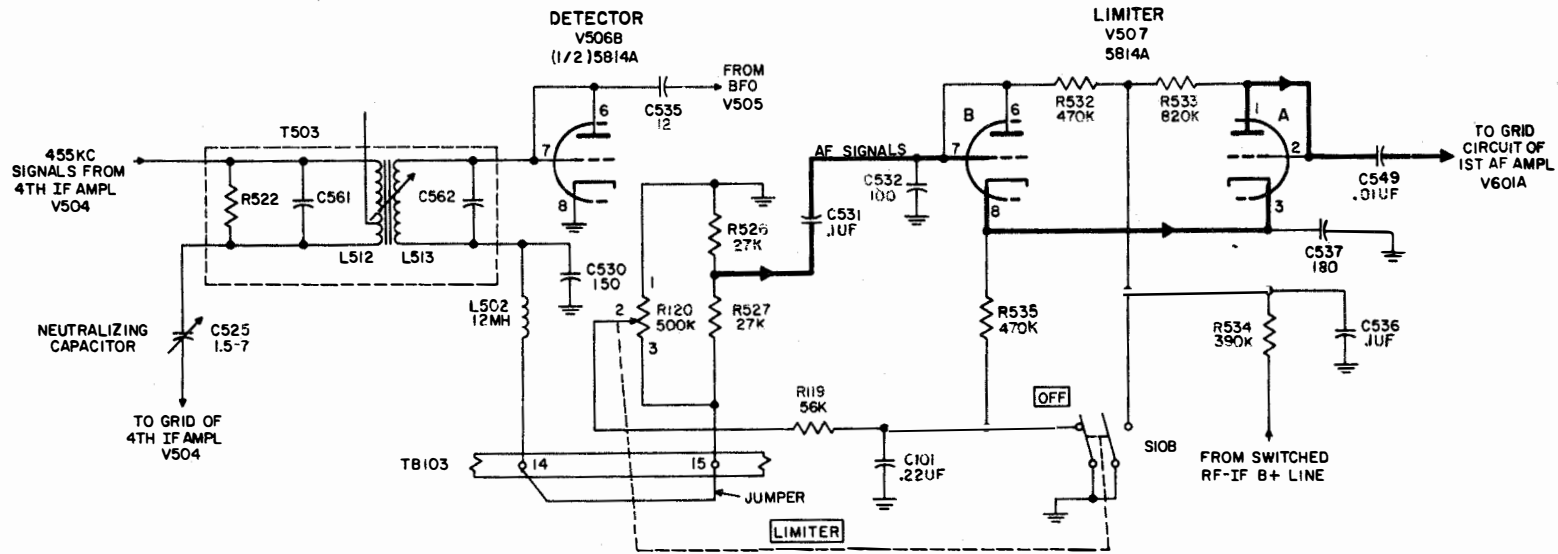 DETECTOR
V506B
(1/2) 5814A
LIMITER
V507
5814A
FROM
BFO
V505
C535
12
6
7
8
T503
455KC
SIGNALS FROM
4TH IF AMPL
V504
R522
C561
C562
L512
L513
C530
150
L502
12MH
NEUTRALIZING
CAPACITOR
C525
1.5-7
TO GRID OF
4TH IF AMPL
V504
R526
27K
R527
27K
1
2
3
R120
500K
AF SIGNALS
C531
.1UF
C532
100
B
6
7
8
R532
470K
R533
820K
A
1
2
3
C549
.01UF
TO GRID
CIRCUIT OF
1ST AF AMPL
V601A
C537
180
R535
470K
R534
390K
C536
.1UF
R119
56K
C101
.22UF
OFF
S108
FROM SWITCHED
RF-IF B+ LINE
TB103
14
15
JUMPER
LIMITER